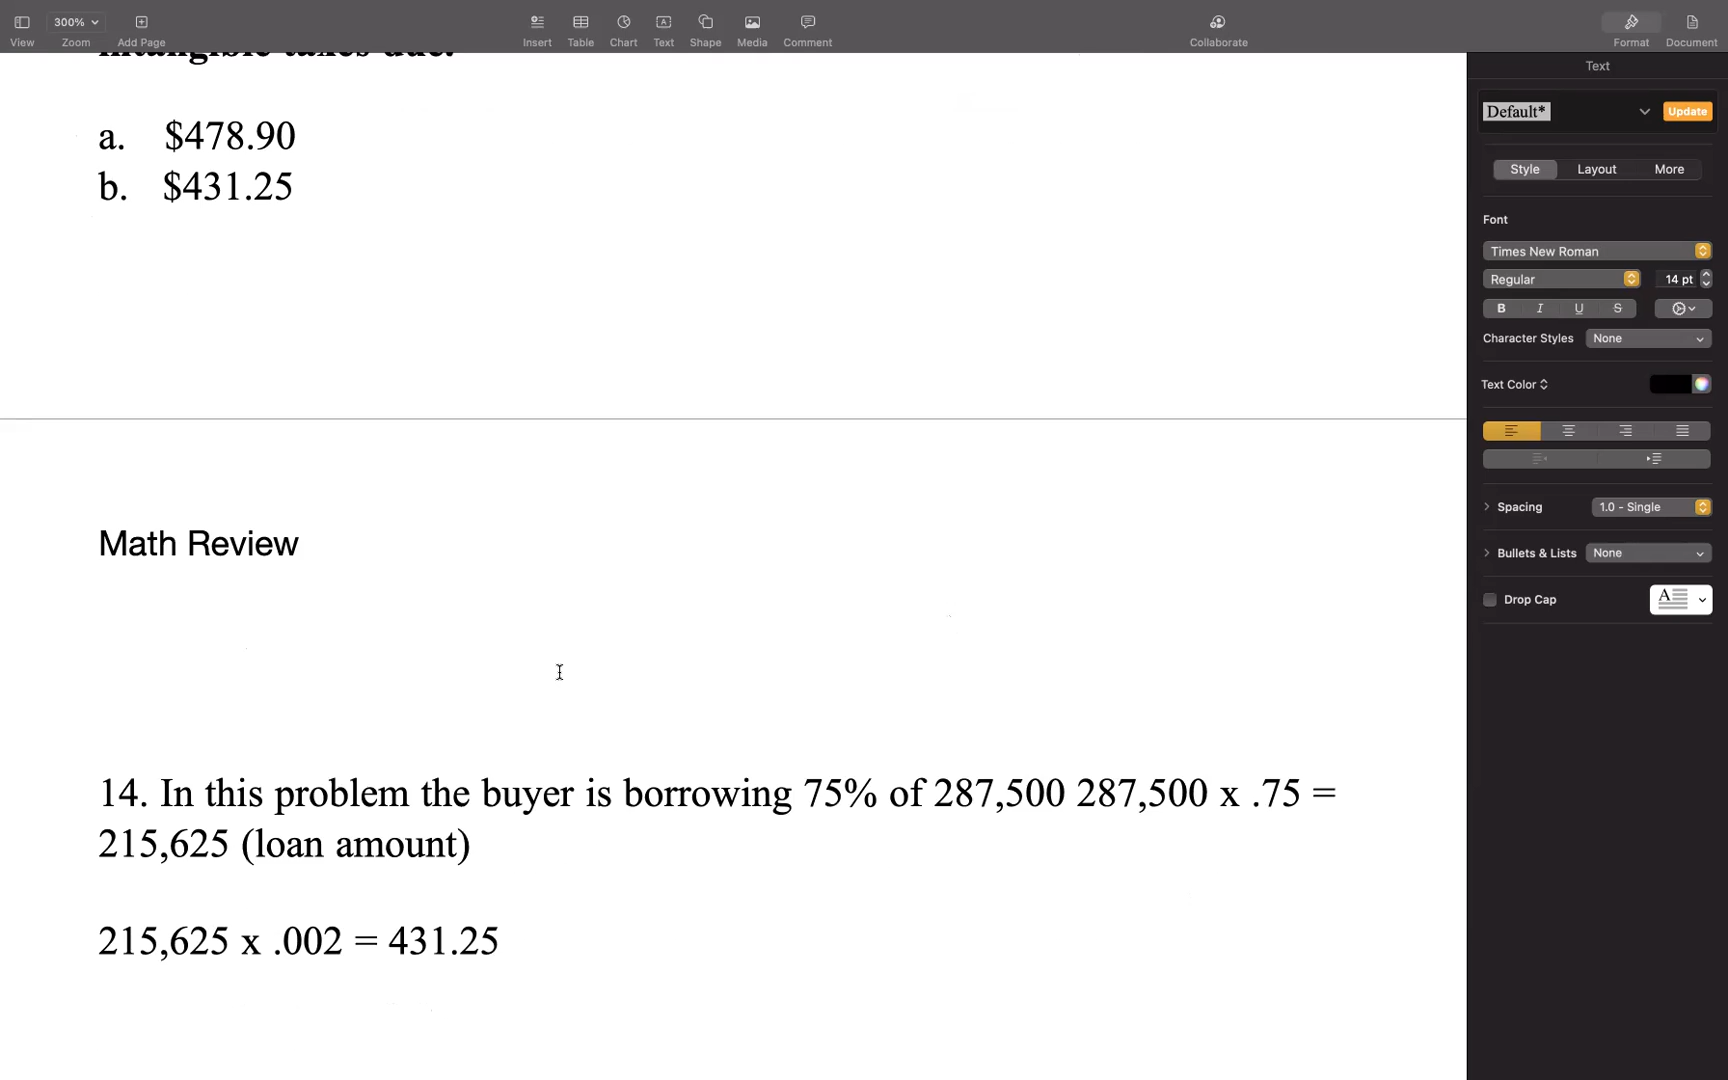 300%
View
Zoom
Add Page
Insert
Table
Chart
Text
Shape
Media
Comment
Collaborate
Format
Document
intangible taxes due.
a. $478.90
b. $431.25
Math Review
14. In this problem the buyer is borrowing 75% of 287,500 287,500 x .75 =
215,625 (loan amount)
215,625 x .002 = 431.25
Text
Default*
Update
Style
Layout
More
Font
Times New Roman
Regular
14 pt
B I U S
Character Styles
None
Text Color
Spacing
1.0 - Single
Bullets & Lists
None
Drop Cap
A